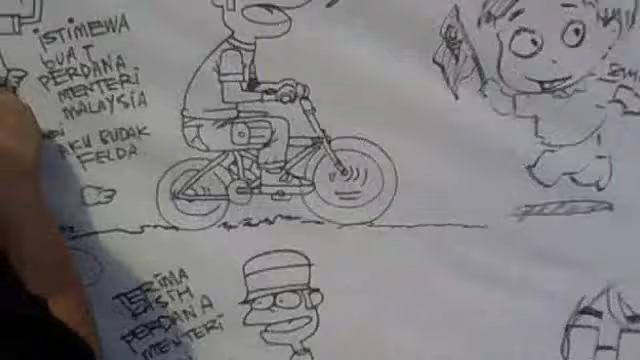 ISTIMEWA
BUAT
PERDANA
MENTERI
MALAYSIA
AKU BUDAK
FELDA.
TERIMA
KASIH
PERDANA
MENTERI